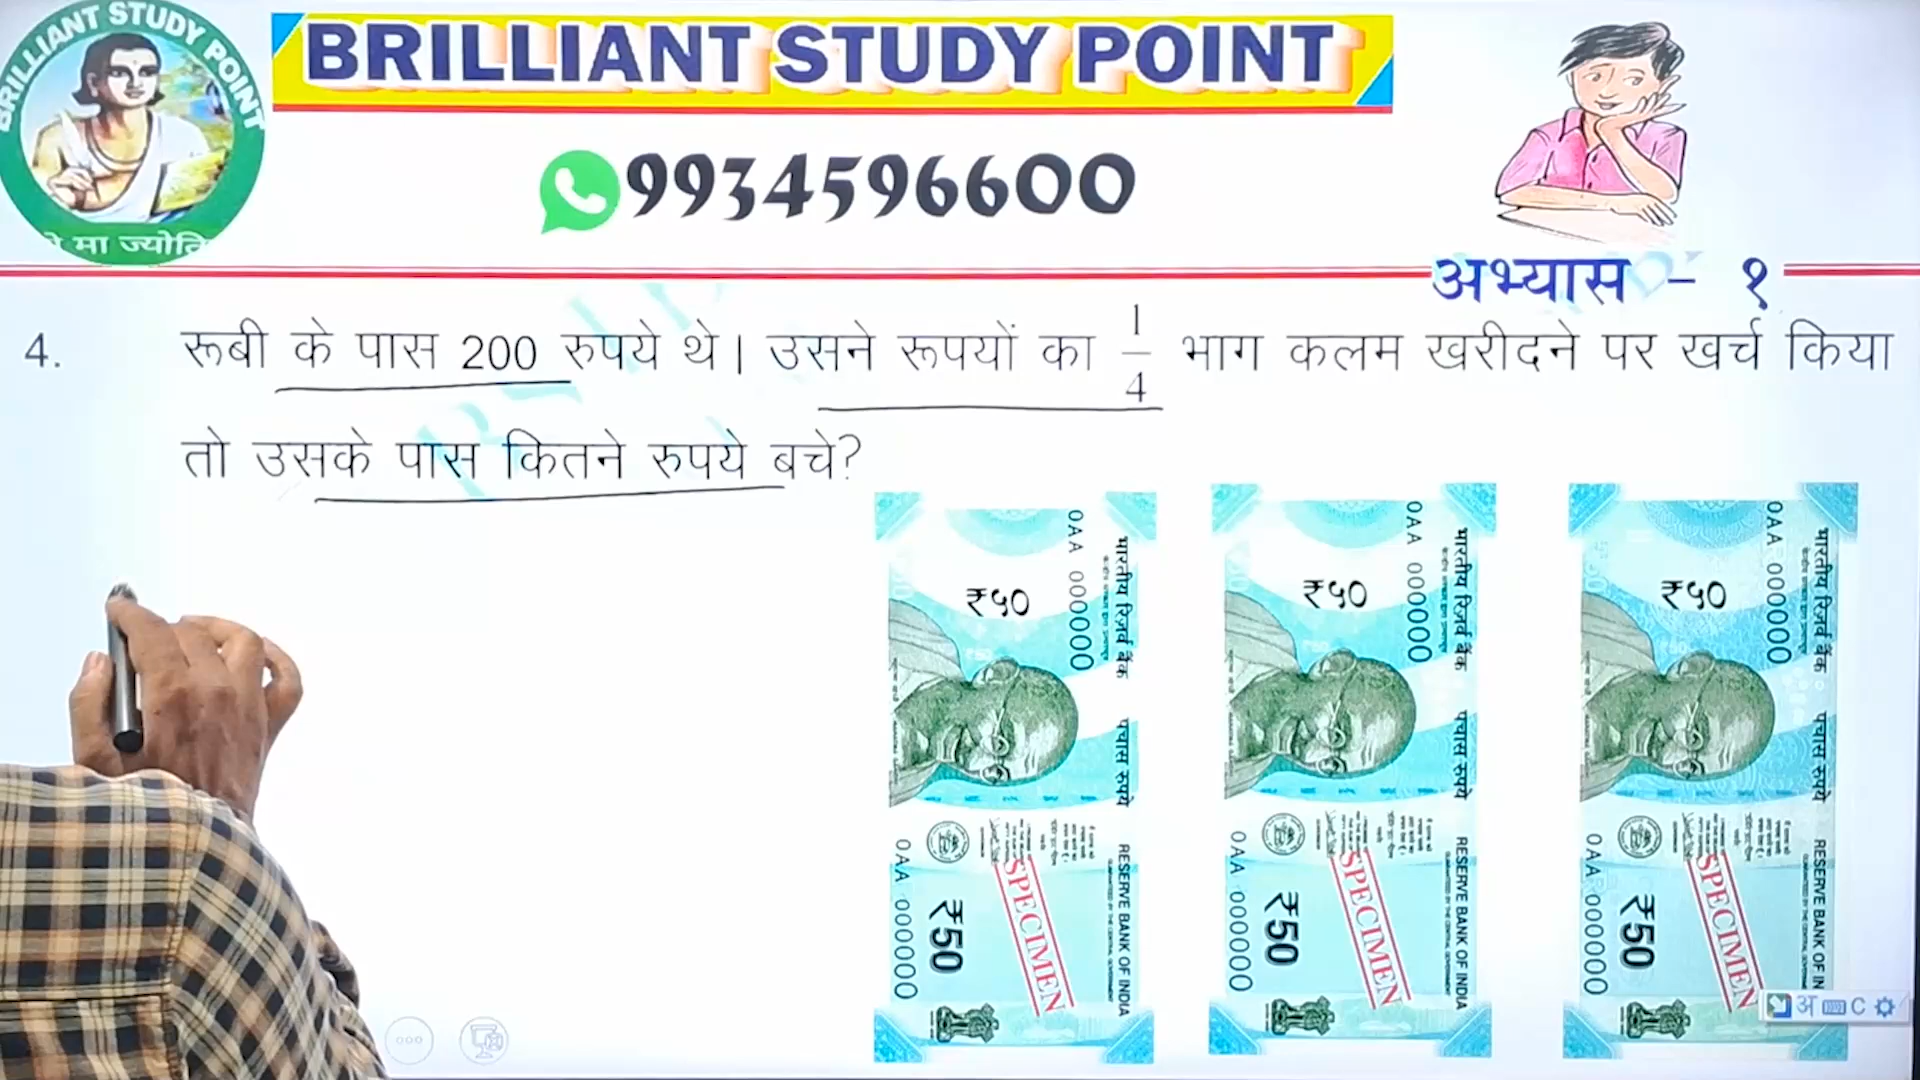 BRILLIANT STUDY POINT
BRILLIANT STUDY POINT
मा ज्योति
9934596600
अभ्यास - १
4. रूबी के पास 200 रुपये थे। उसने रूपयों का 1/4 भाग कलम खरीदने पर खर्च किया
तो उसके पास कितने रुपये बचे?
0AA 000000
भारतीय रिज़र्व बैंक
₹५०
पचास रुपये
RESERVE BANK OF INDIA
SPECIMEN
₹50
0AA 000000
0AA 000000
भारतीय रिज़र्व बैंक
₹५०
पचास रुपये
RESERVE BANK OF INDIA
SPECIMEN
₹50
0AA 000000
0AA 000000
भारतीय रिज़र्व बैंक
₹५०
पचास रुपये
RESERVE BANK OF IN
SPECIMEN
₹50
0AA 000000
अ C